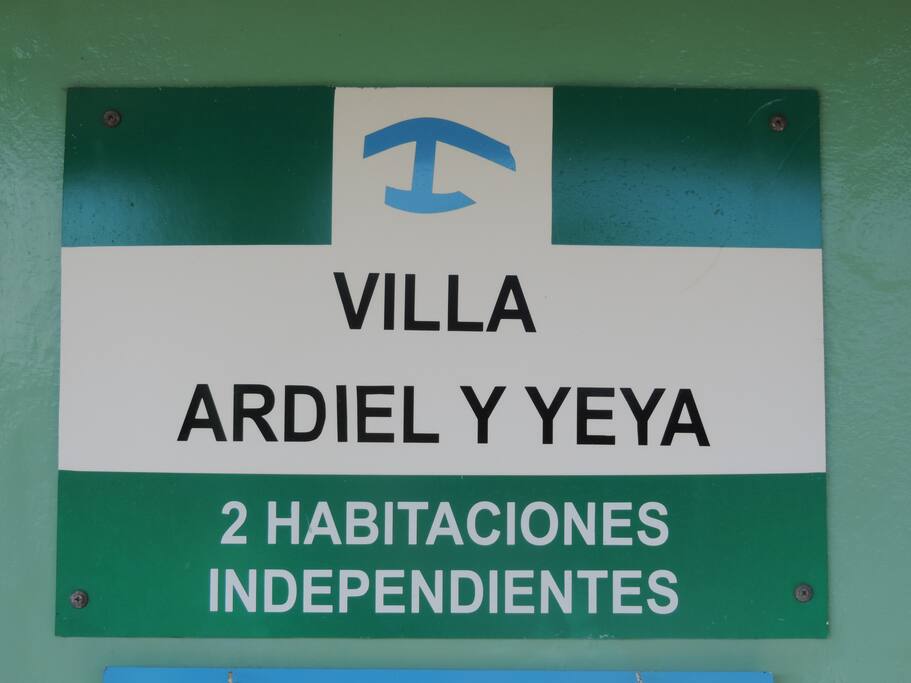 VILLA
ARDIEL Y YEYA
2 HABITACIONES
INDEPENDIENTES